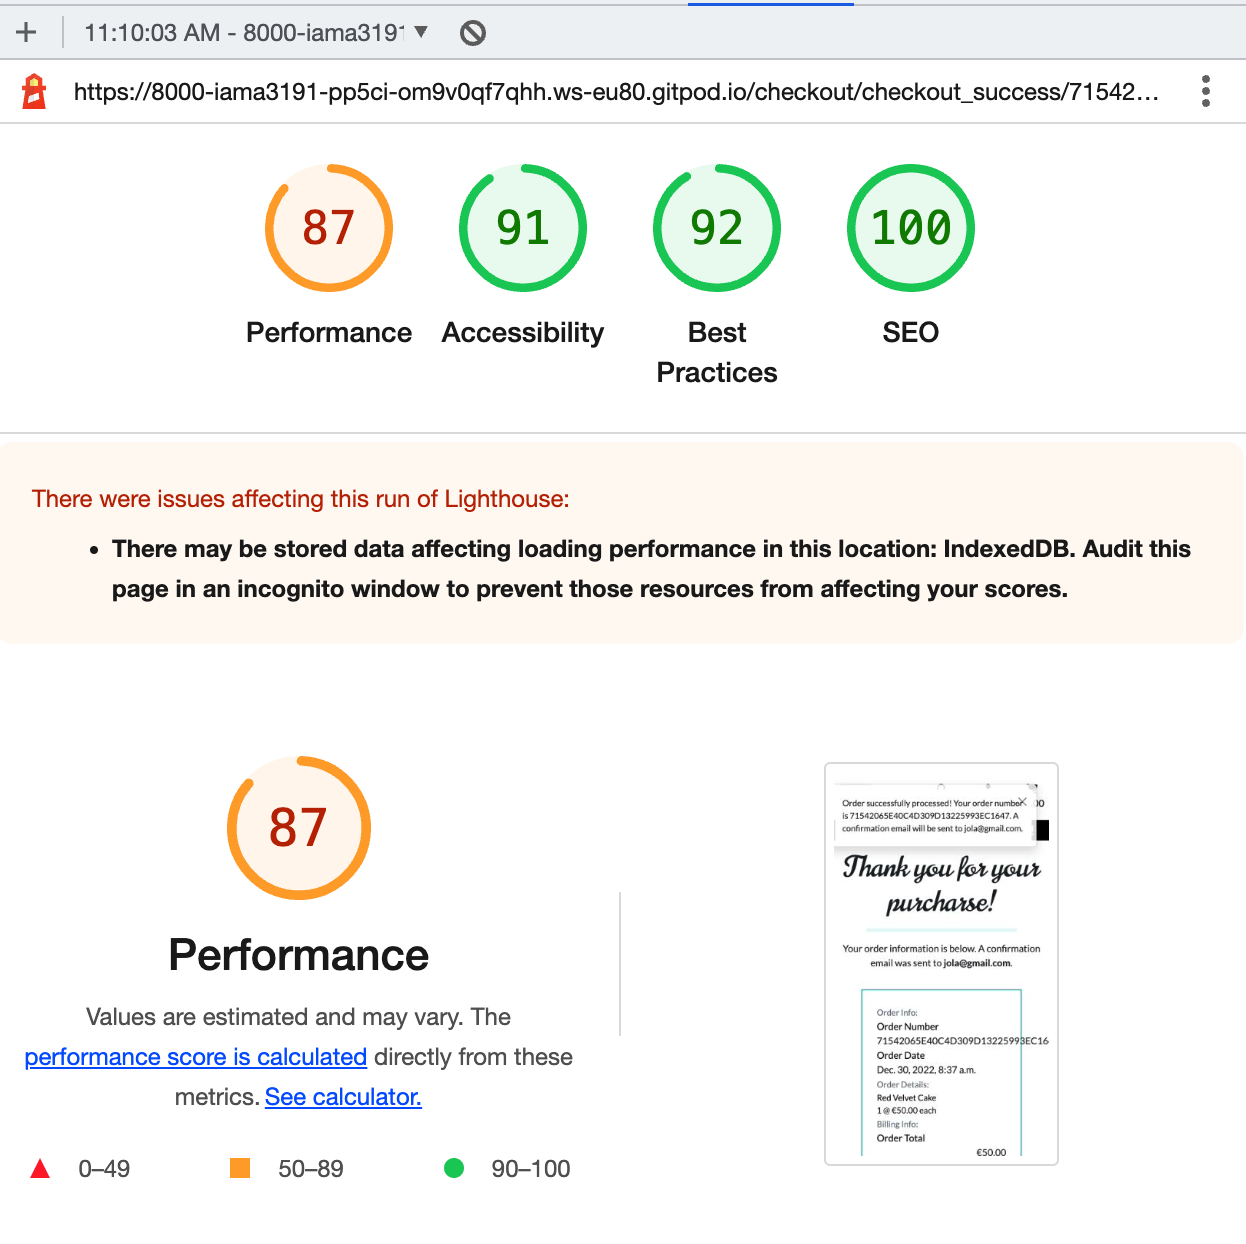 11:10:03 AM - 8000-iama319
https://8000-iama3191-pp5ci-om9v0qf7qhh.ws-eu80.gitpod.io/checkout/checkout_success/71542…
87
91
92
100
Performance
Accessibility
Best
Practices
SEO
There were issues affecting this run of Lighthouse:
• There may be stored data affecting loading performance in this location: IndexedDB. Audit this
page in an incognito window to prevent those resources from affecting your scores.
87
Performance
Values are estimated and may vary. The
performance score is calculated directly from these
metrics. See calculator.
0–49
50–89
90–100
Order successfully processed! Your order number
is 71542065E40C4D309D13225993EC1647. A
confirmation email will be sent to jola@gmail.com.
Thank you for your
purcharse!
Your order information is below. A confirmation
email was sent to jola@gmail.com.
Order Info:
Order Number
71542065E40C4D309D13225993EC16
Order Date
Dec. 30, 2022, 8:37 a.m.
Order Details:
Red Velvet Cake
1 @ €50.00 each
Billing Info:
Order Total
€50.00